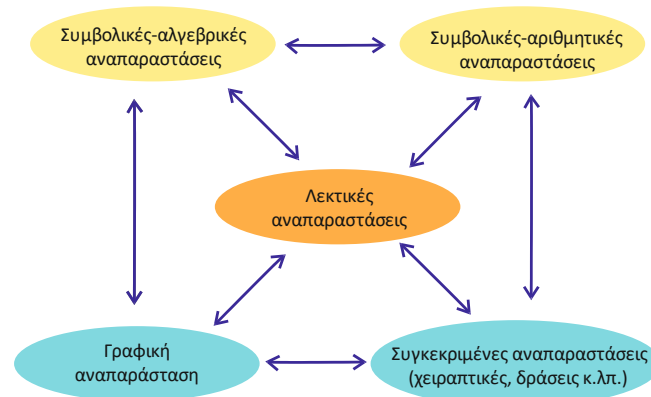 Συμβολικές-αλγεβρικές
αναπαραστάσεις
Συμβολικές-αριθμητικές
αναπαραστάσεις
Λεκτικές
αναπαραστάσεις
Γραφική
αναπαράσταση
Συγκεκριμένες αναπαραστάσεις
(χειραπτικές, δράσεις κ.λπ.)